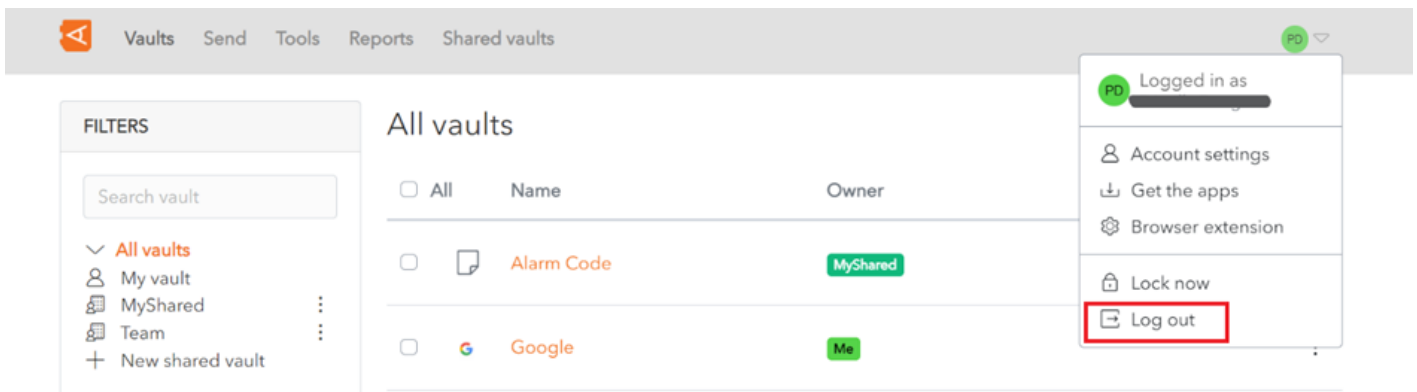 Vaults Send Tools Reports Shared vaults PD
PD Logged in as
Account settings
Get the apps
Browser extension
Lock now
Log out
FILTERS
Search vault
All vaults
My vault
MyShared
Team
New shared vault
All vaults
All Name Owner
Alarm Code MyShared
Google Me